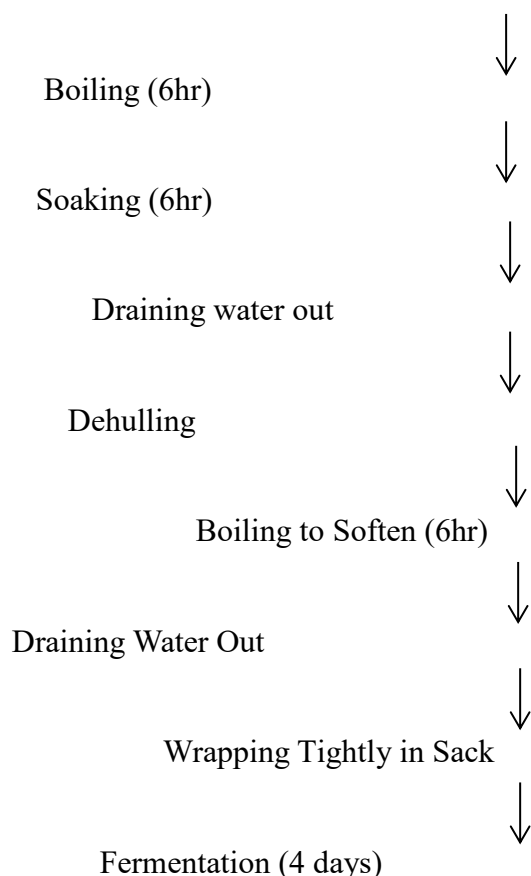 Boiling (6hr)
Soaking (6hr)
Draining water out
Dehulling
Boiling to Soften (6hr)
Draining Water Out
Wrapping Tightly in Sack
Fermentation (4 days)